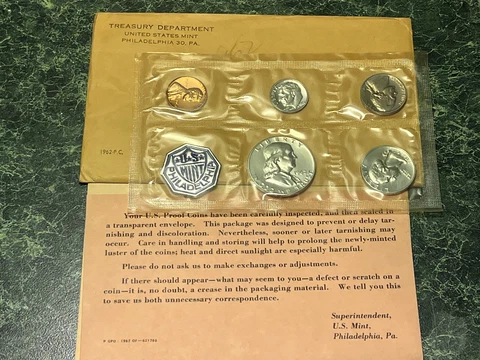 TREASURY DEPARTMENT
UNITED STATES MINT
PHILADELPHIA 30, PA.
1962-P.C.
U.S.
MINT
PHILADELPHIA
LIBERTY
Your U.S. Proof Coins have been carefully inspected, and then sealed in
a transparent envelope. This package was designed to prevent or delay tar-
nishing and discoloration. Nevertheless, sooner or later tarnishing may
occur. Care in handling and storing will help to prolong the newly-minted
luster of the coins; heat and direct sunlight are especially harmful.
Please do not ask us to make exchanges or adjustments.
If there should appear—what may seem to you—a defect or scratch on a
coin—it is, no doubt, a crease in the packaging material. We tell you this
to save us both unnecessary correspondence.
Superintendent,
U.S. Mint,
Philadelphia, Pa.